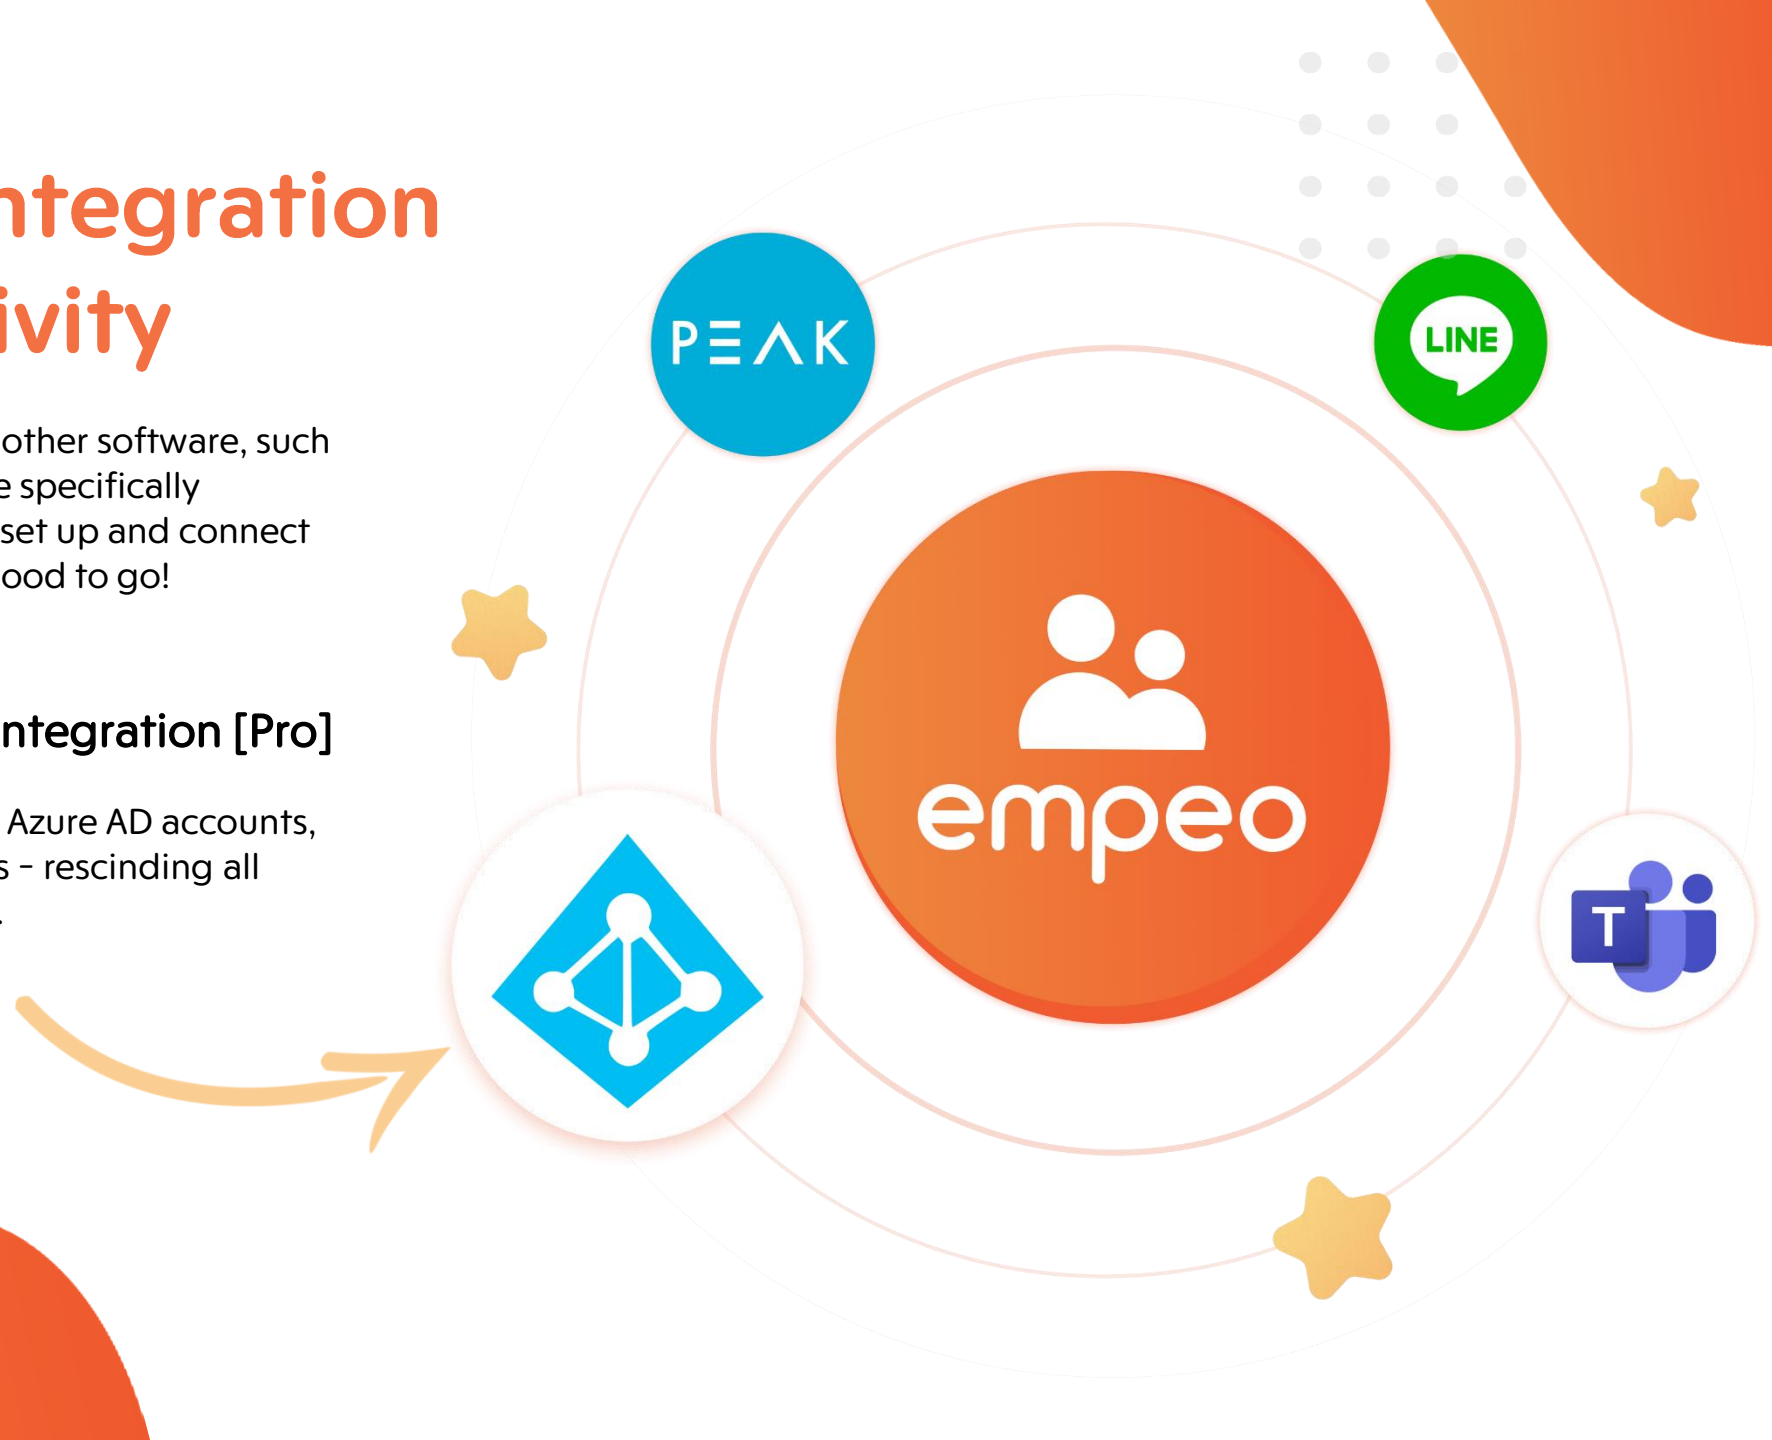 ntegration
ivity
other software, such
e specifically
set up and connect
ood to go!
ntegration [Pro]
Azure AD accounts,
s - rescinding all
.
PEAK
LINE
empeo
T